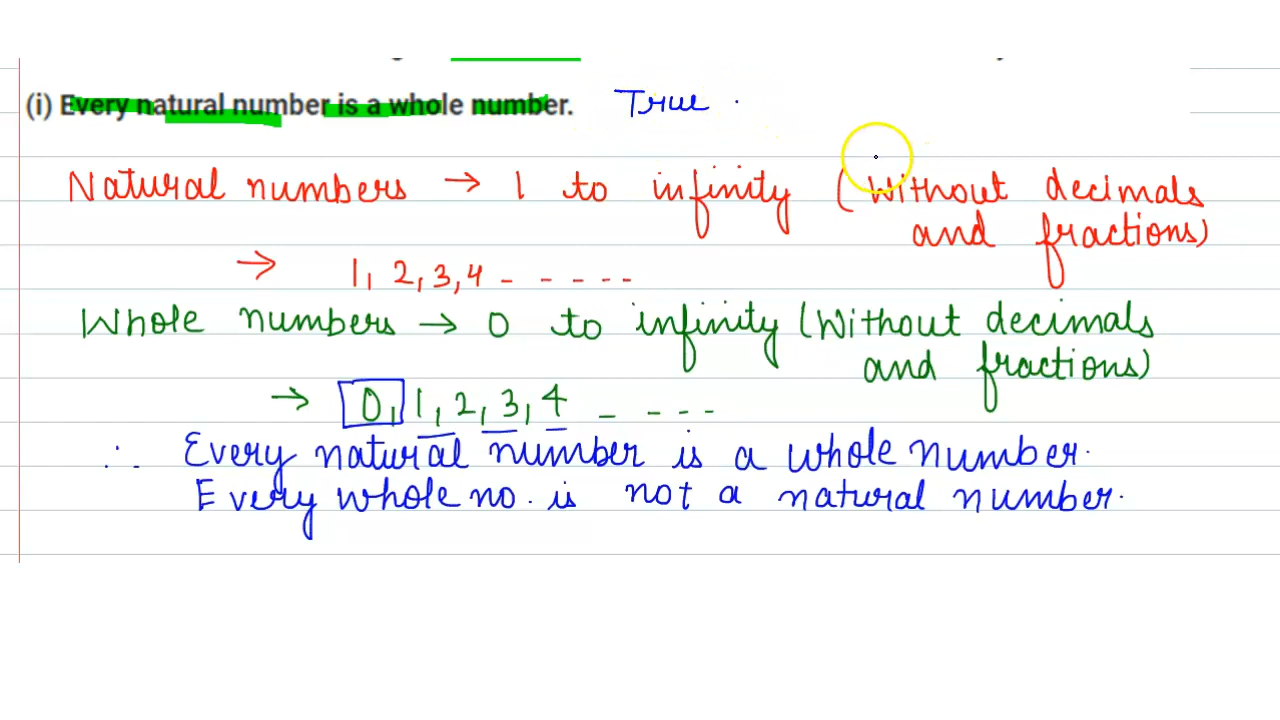 (i) Every natural number is a whole number. True.
Natural numbers → 1 to infinity (Without decimals
and fractions)
→ 1, 2, 3, 4 - - - - - -
Whole numbers → 0 to infinity (Without decimals
and fractions)
→ 0, 1, 2, 3, 4 - - - - -
∴ Every natural number is a whole number.
Every whole no. is not a natural number.